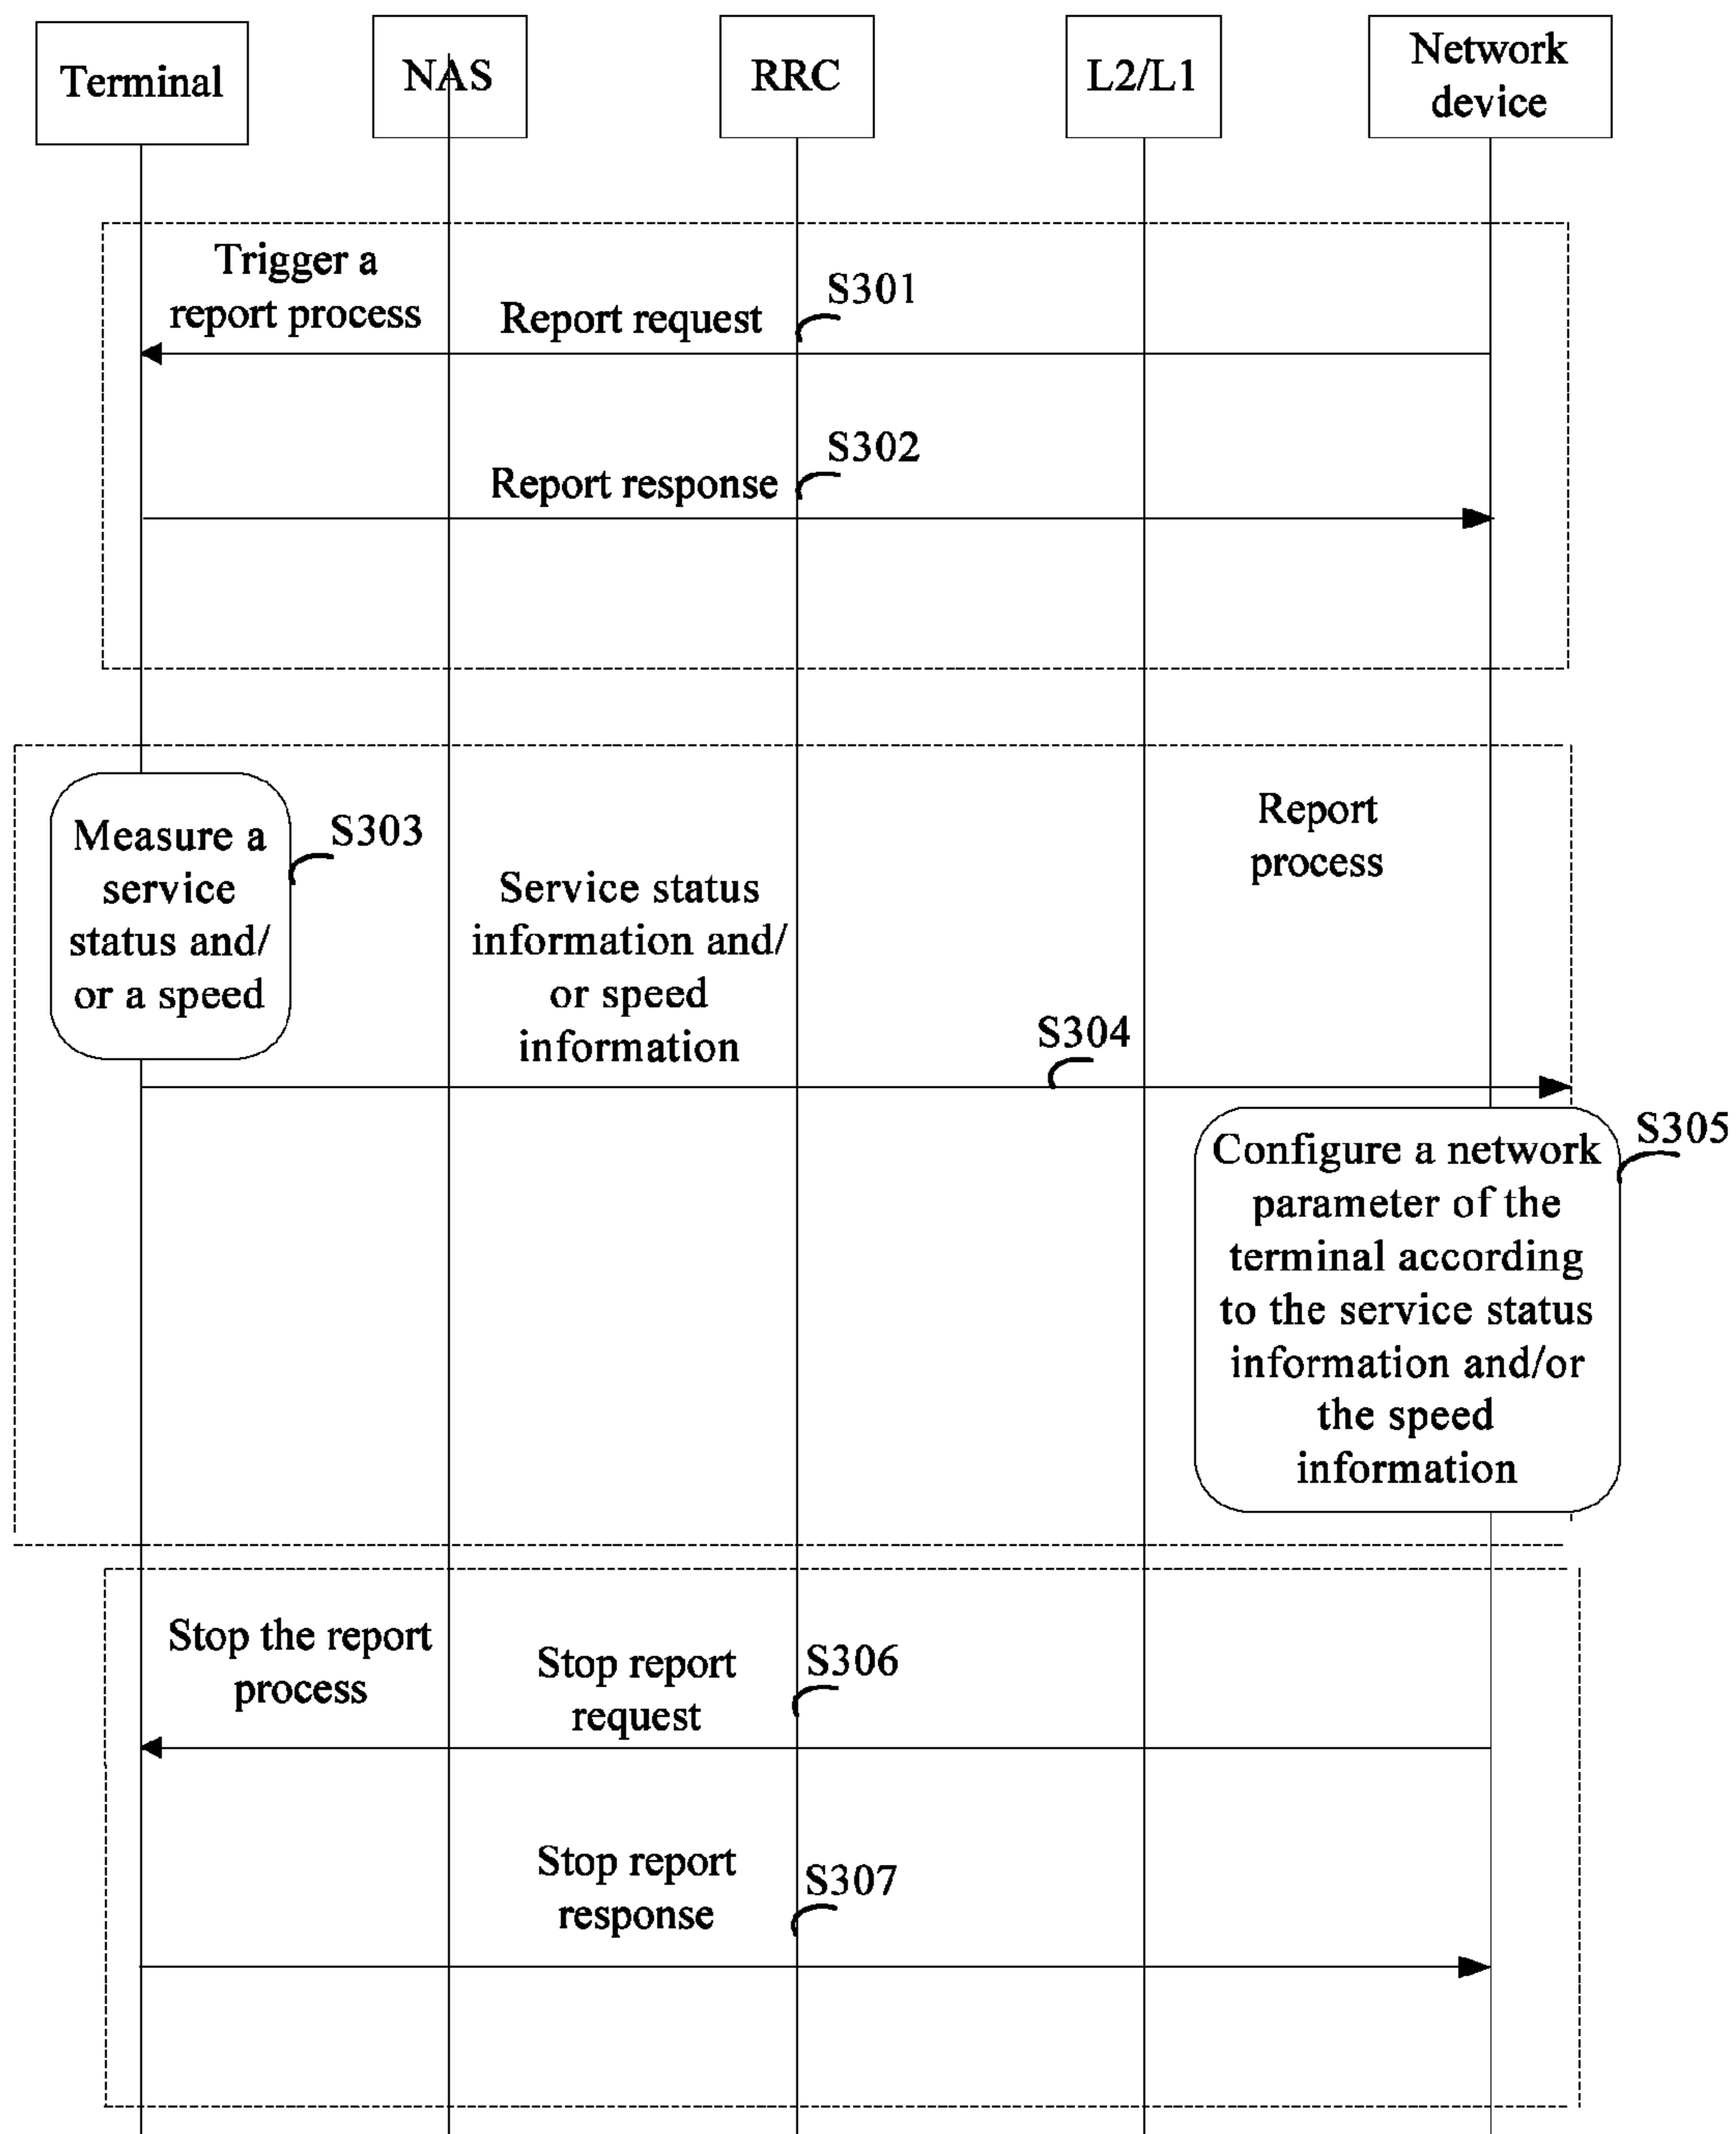 Terminal
NAS
RRC
L2/L1
Network
device
Trigger a
report process
Report request
S301
Report response
S302
Measure a
service
status and/
or a speed
S303
Service status
information and/
or speed
information
S304
Report
process
Configure a network
parameter of the
terminal according
to the service status
information and/or
the speed
information
S305
Stop the report
process
Stop report
request
S306
Stop report
response
S307